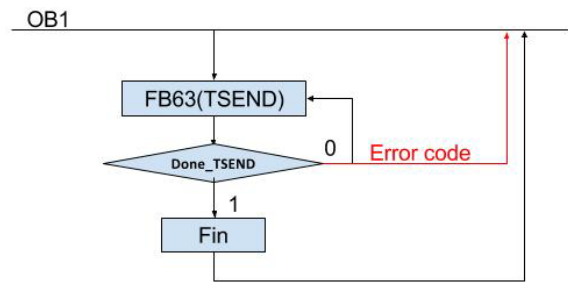 OB1
FB63(TSEND)
0
Error code
Done_TSEND
1
Fin